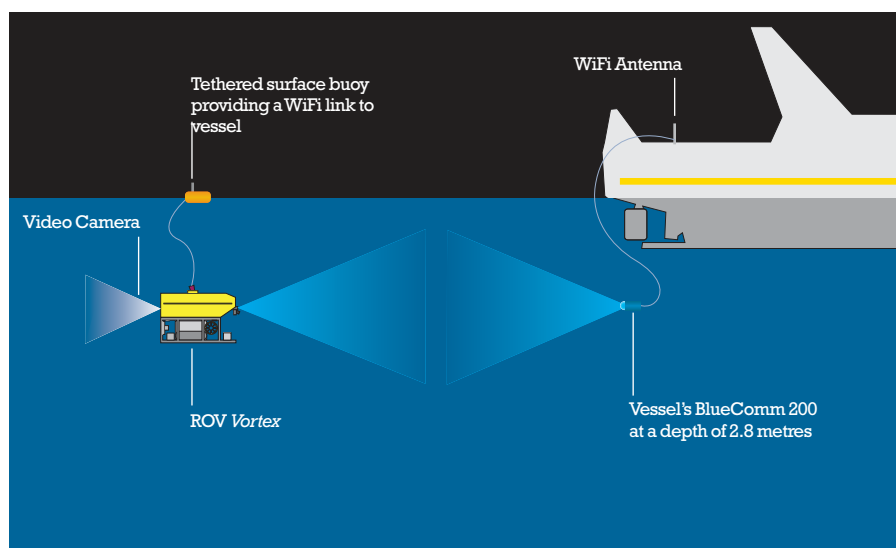 Tethered surface buoy
providing a WiFi link to
vessel
WiFi Antenna
Video Camera
ROV Vortex
Vessel's BlueComm 200
at a depth of 2.8 metres